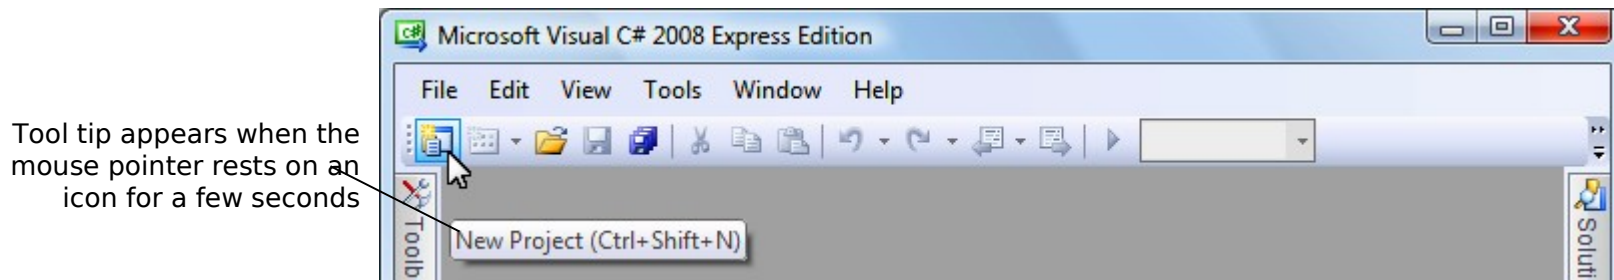 C# Microsoft Visual C# 2008 Express Edition
File Edit View Tools Window Help
Tool tip appears when the
mouse pointer rests on an
icon for a few seconds
New Project (Ctrl+Shift+N)
Toolb
Soluti